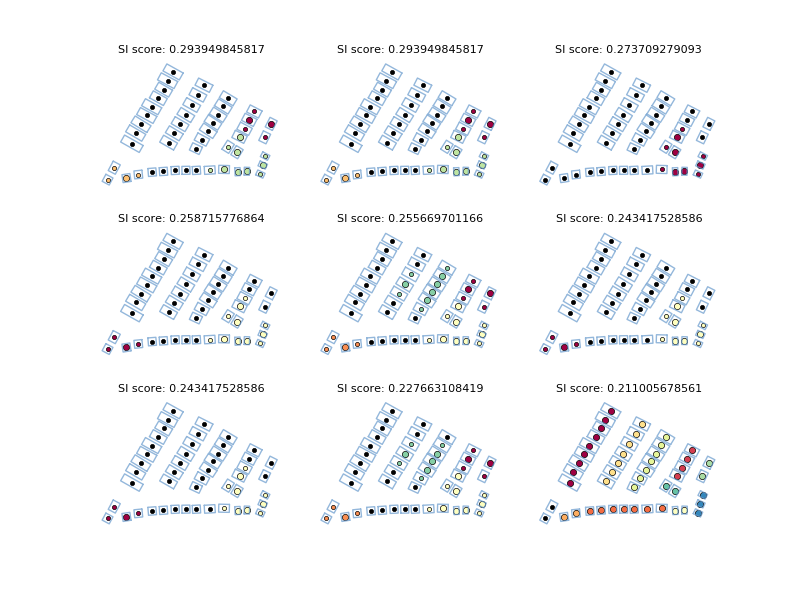 SI score: 0.293949845817
SI score: 0.293949845817
SI score: 0.273709279093
SI score: 0.258715776864
SI score: 0.255669701166
SI score: 0.243417528586
SI score: 0.243417528586
SI score: 0.227663108419
SI score: 0.211005678561